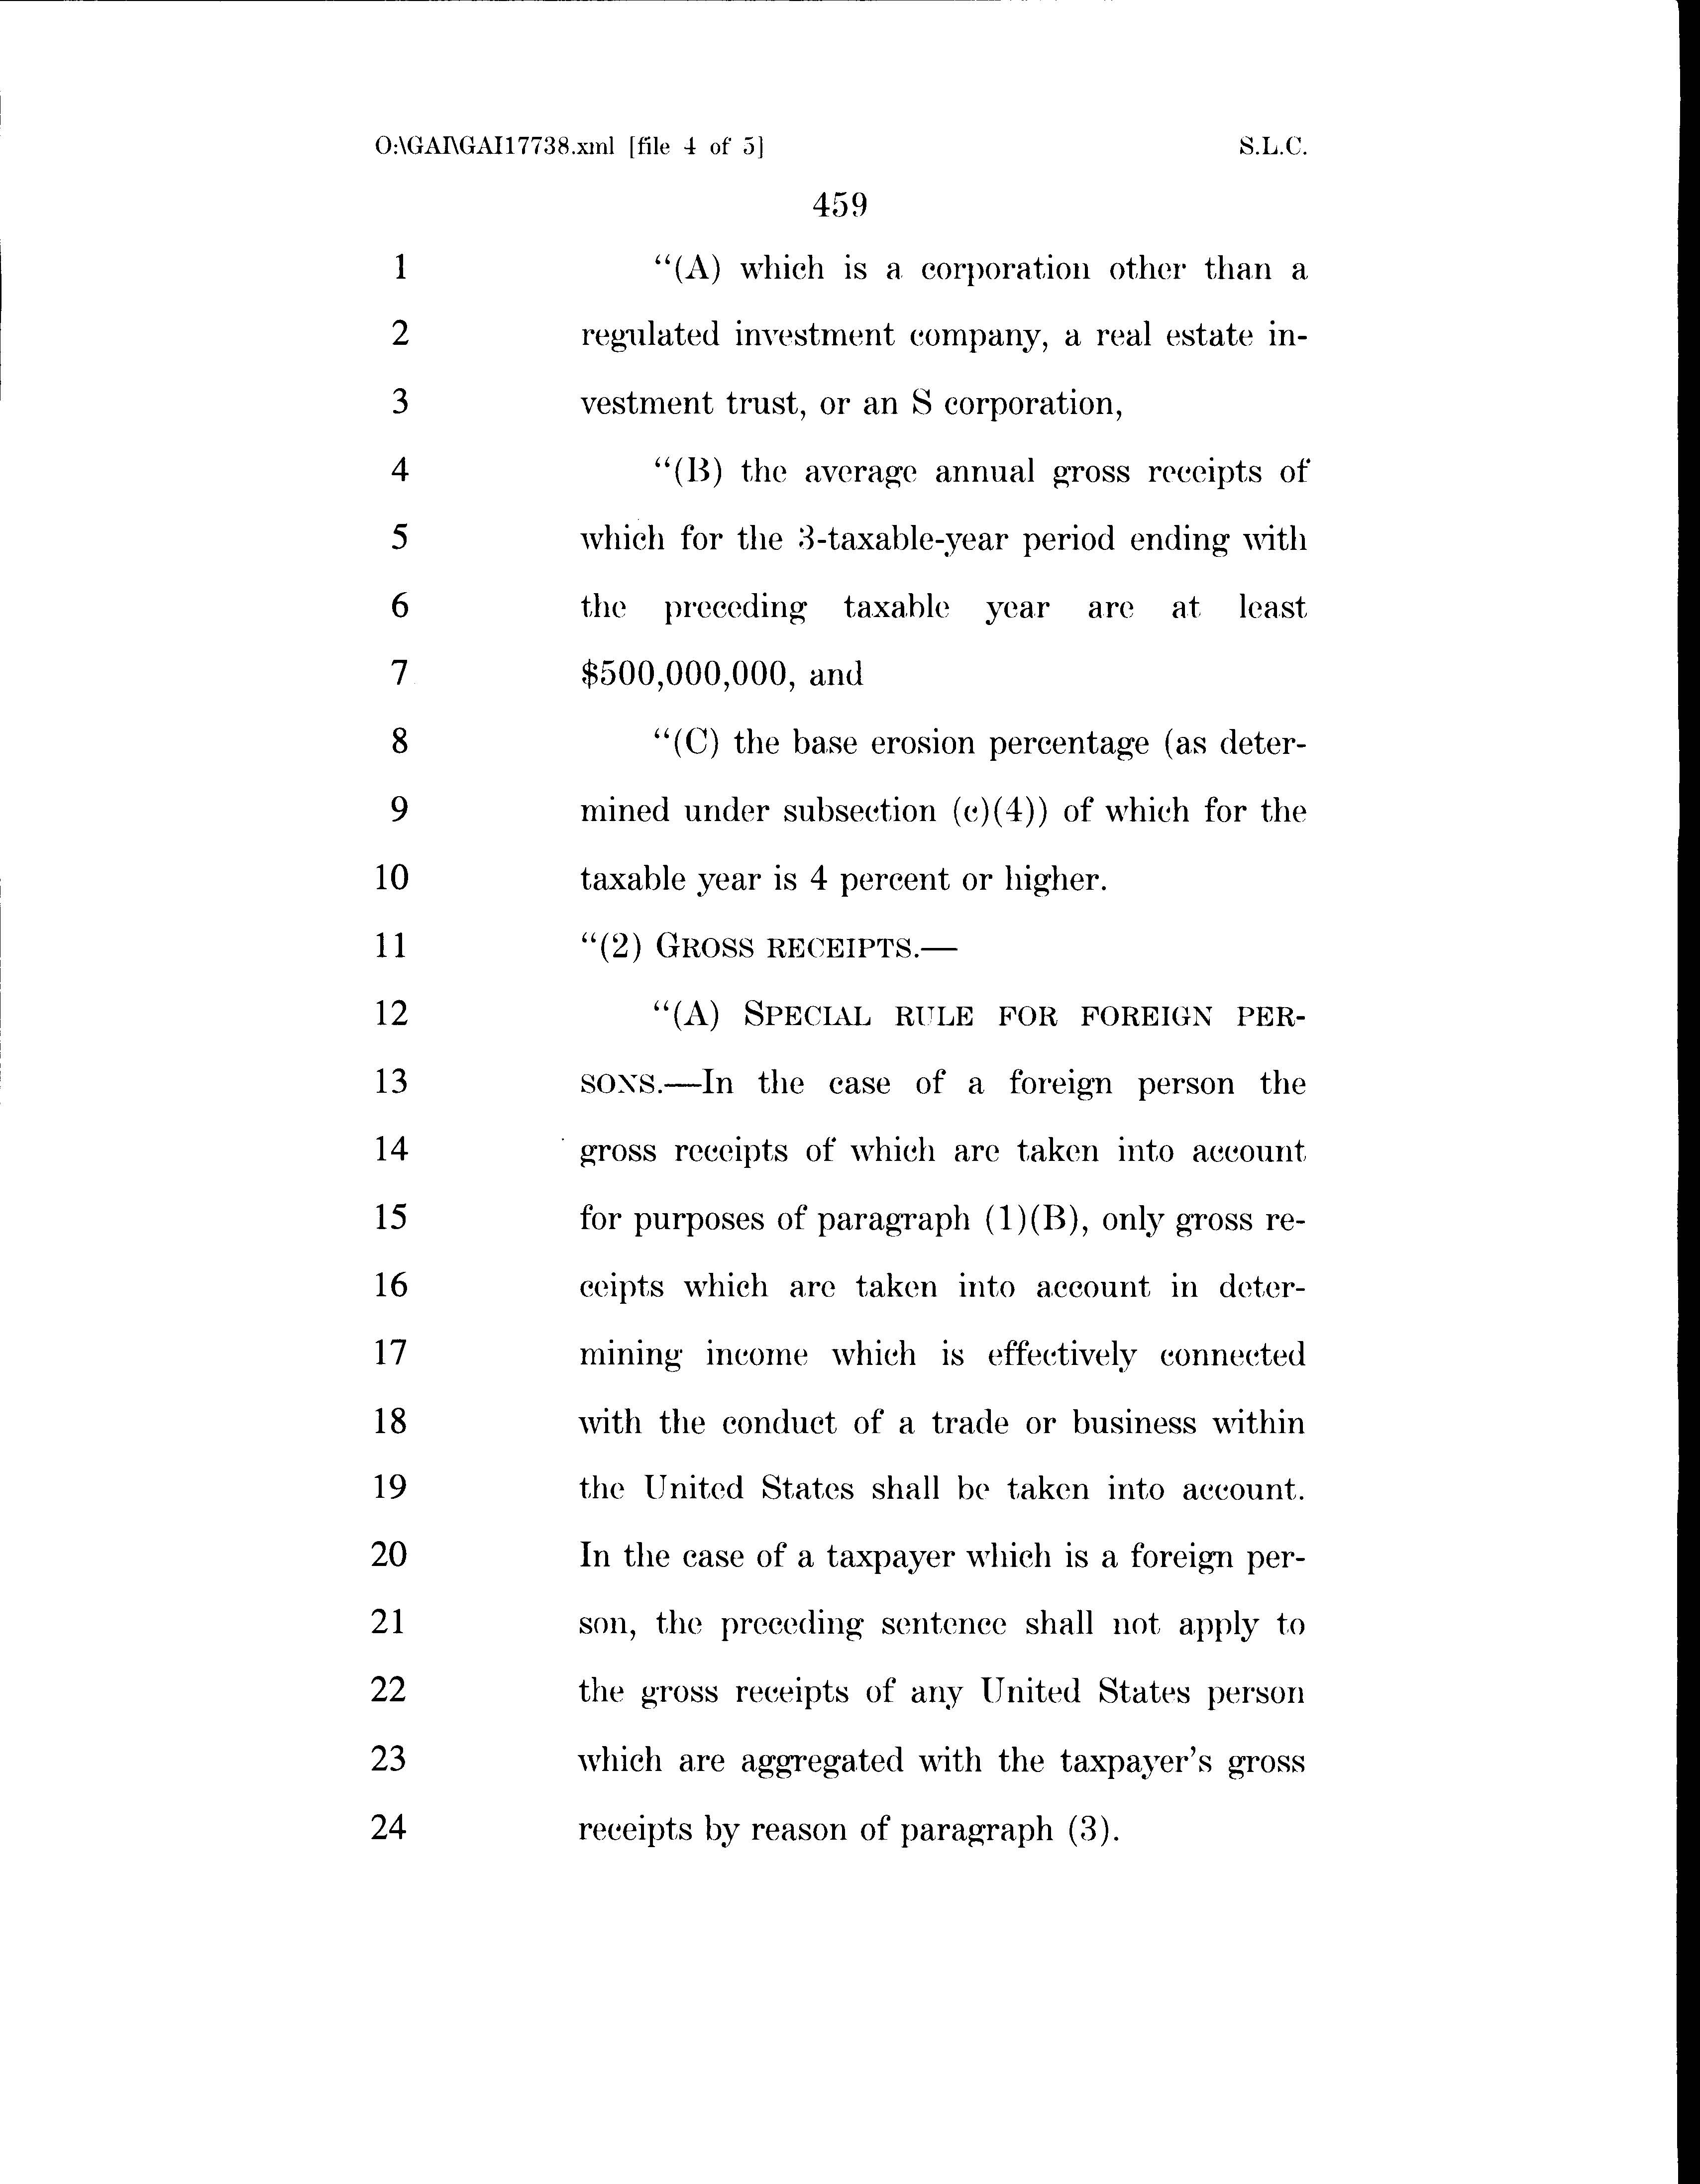 O:\GAI\GAI17738.xml [file 4 of 5] S.L.C.
459
1 “(A) which is a corporation other than a
2 regulated investment company, a real estate in-
3 vestment trust, or an S corporation,
4 “(B) the average annual gross receipts of
5 which for the 3-taxable-year period ending with
6 the preceding taxable year are at least
7 $500,000,000, and
8 “(C) the base erosion percentage (as deter-
9 mined under subsection (c)(4)) of which for the
10 taxable year is 4 percent or higher.
11 “(2) GROSS RECEIPTS.—
12 “(A) SPECIAL RULE FOR FOREIGN PER-
13 SONS.—In the case of a foreign person the
14 gross receipts of which are taken into account
15 for purposes of paragraph (1)(B), only gross re-
16 ceipts which are taken into account in deter-
17 mining income which is effectively connected
18 with the conduct of a trade or business within
19 the United States shall be taken into account.
20 In the case of a taxpayer which is a foreign per-
21 son, the preceding sentence shall not apply to
22 the gross receipts of any United States person
23 which are aggregated with the taxpayer’s gross
24 receipts by reason of paragraph (3).